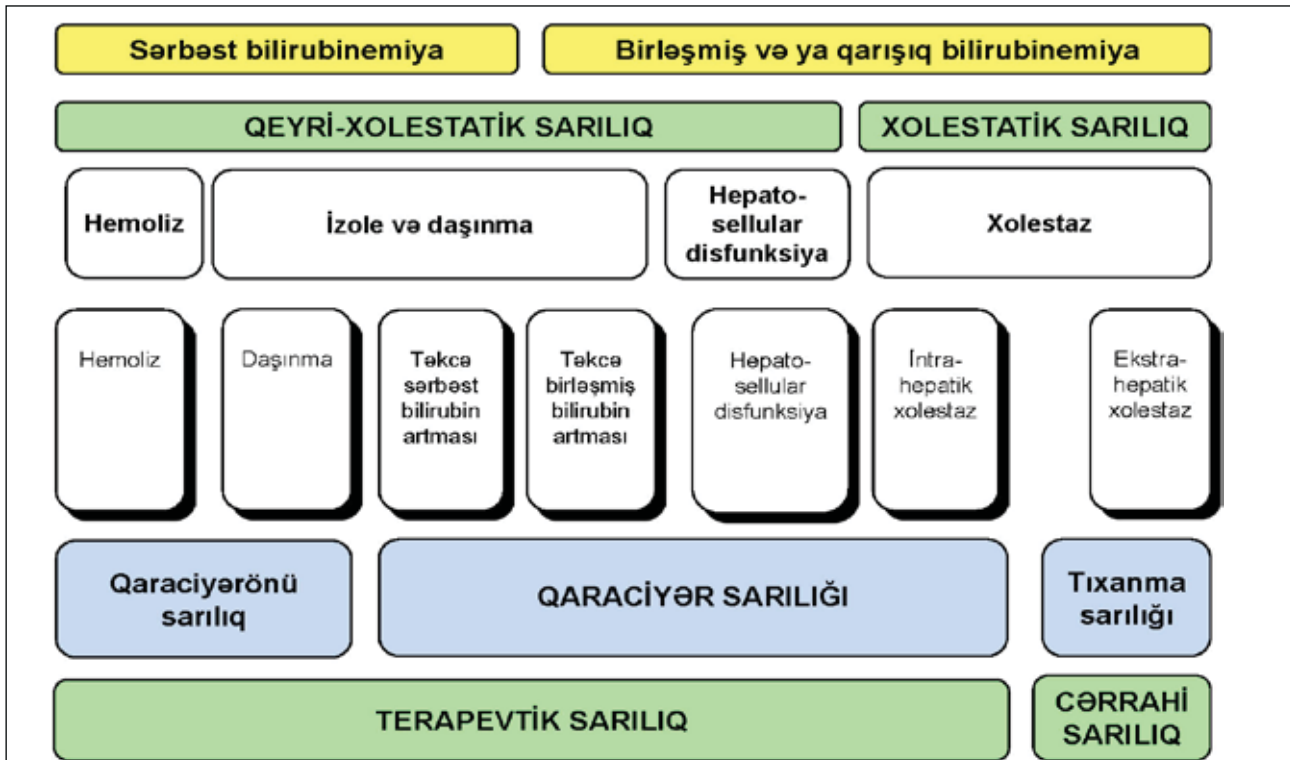 Sərbəst bilirubinemiya
Birləşmiş və ya qarışıq bilirubinemiya
QEYRİ-XOLESTATİK SARILIQ
XOLESTATİK SARILIQ
Hemoliz
İzole və daşınma
Hepato-
sellular
disfunksiya
Xolestaz
Hemoliz
Daşınma
Təkcə
sərbəst
bilirubin
artması
Təkcə
birləşmiş
bilirubin
artması
Hepato-
sellular
disfunksiya
İntra-
hepatik
xolestaz
Ekstra-
hepatik
xolestaz
Qaraciyərönü
sarılıq
QARACİYƏR SARILIĞI
Tıxanma
sarılığı
TERAPEVTİK SARILIQ
CƏRRAHİ
SARILIQ